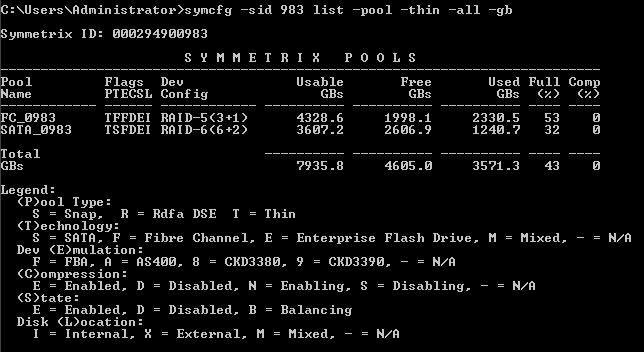 C:\Users\Administrator>symcfg -sid 983 list -pool -thin -all -gb
Symmetrix ID: 000294900983
S Y M M E T R I X   P O O L S
---------------------------------------------------------------------------
Pool         Flags  Dev              Usable       Free       Used Full Comp
Name         PTECSL Config              GBs        GBs        GBs  (%)  (%)
------------ ------ ------------ ---------- ---------- ---------- ---- ----
FC_0983      TFFDEI RAID-5(3+1)      4328.6     1998.1     2330.5   53    0
SATA_0983    TSFDEI RAID-6(6+2)      3607.2     2606.9     1240.7   32    0
Total                            ---------- ---------- ---------- ---- ----
GBs                                  7935.8     4605.0     3571.3   43    0
Legend:
(P)ool Type:
S = Snap, R = Rdfa DSE T = Thin
(T)echnology:
S = SATA, F = Fibre Channel, E = Enterprise Flash Drive, M = Mixed, - = N/A
Dev (E)mulation:
F = FBA, A = AS400, 8 = CKD3380, 9 = CKD3390, - = N/A
(C)ompression:
E = Enabled, D = Disabled, N = Enabling, S = Disabling, - = N/A
(S)tate:
E = Enabled, D = Disabled, B = Balancing
Disk (L)ocation:
I = Internal, X = External, M = Mixed, - = N/A